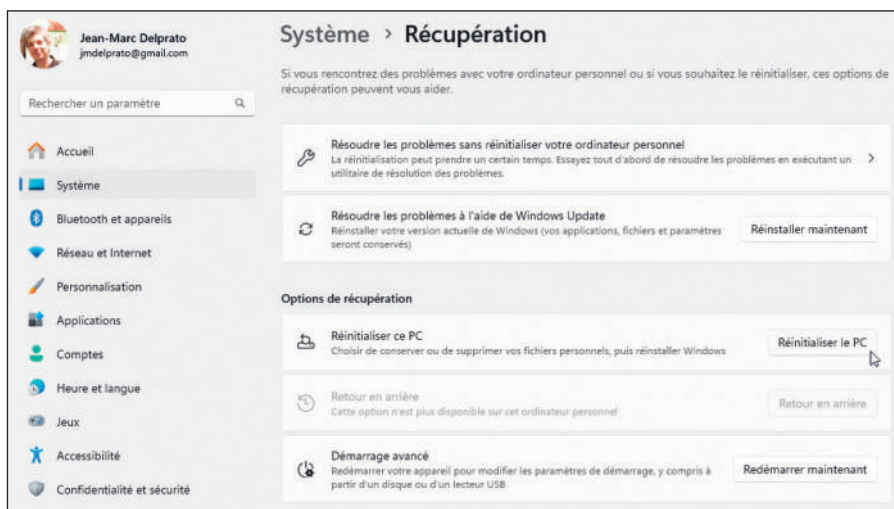 Jean-Marc Delprato
jmdelprato@gmail.com
Rechercher un paramètre
Accueil
Système
Bluetooth et appareils
Réseau et Internet
Personnalisation
Applications
Comptes
Heure et langue
Jeux
Accessibilité
Confidentialité et sécurité
Système > Récupération
Si vous rencontrez des problèmes avec votre ordinateur personnel ou si vous souhaitez le réinitialiser, ces options de
récupération peuvent vous aider.
Résoudre les problèmes sans réinitialiser votre ordinateur personnel
La réinitialisation peut prendre un certain temps. Essayez tout d'abord de résoudre les problèmes en exécutant un
utilitaire de résolution des problèmes.
Résoudre les problèmes à l'aide de Windows Update
Réinstaller votre version actuelle de Windows (vos applications, fichiers et paramètres
seront conservés)
Réinstaller maintenant
Options de récupération
Réinitialiser ce PC
Choisir de conserver ou de supprimer vos fichiers personnels, puis réinstaller Windows
Réinitialiser le PC
Retour en arrière
Cette option n'est plus disponible sur cet ordinateur personnel
Retour en arrière
Démarrage avancé
Redémarrer votre appareil pour modifier les paramètres de démarrage, y compris à
partir d'un disque ou d'un lecteur USB
Redémarrer maintenant